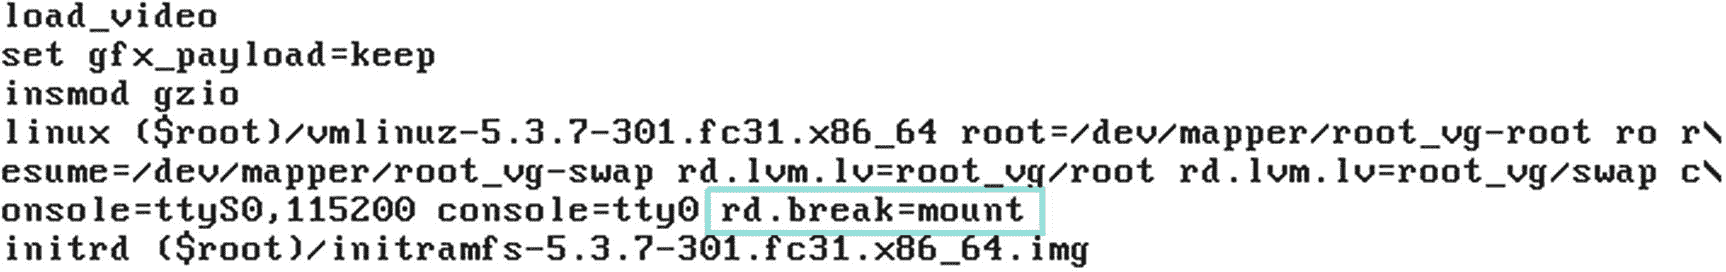 load_video
set gfx_payload=keep
insmod gzio
linux ($root)/vmlinuz-5.3.7-301.fc31.x86_64 root=/dev/mapper/root_vg-root ro r\
esume=/dev/mapper/root_vg-swap rd.lvm.lv=root_vg/root rd.lvm.lv=root_vg/swap c\
onsole=ttyS0,115200 console=tty0 rd.break=mount
initrd ($root)/initramfs-5.3.7-301.fc31.x86_64.img